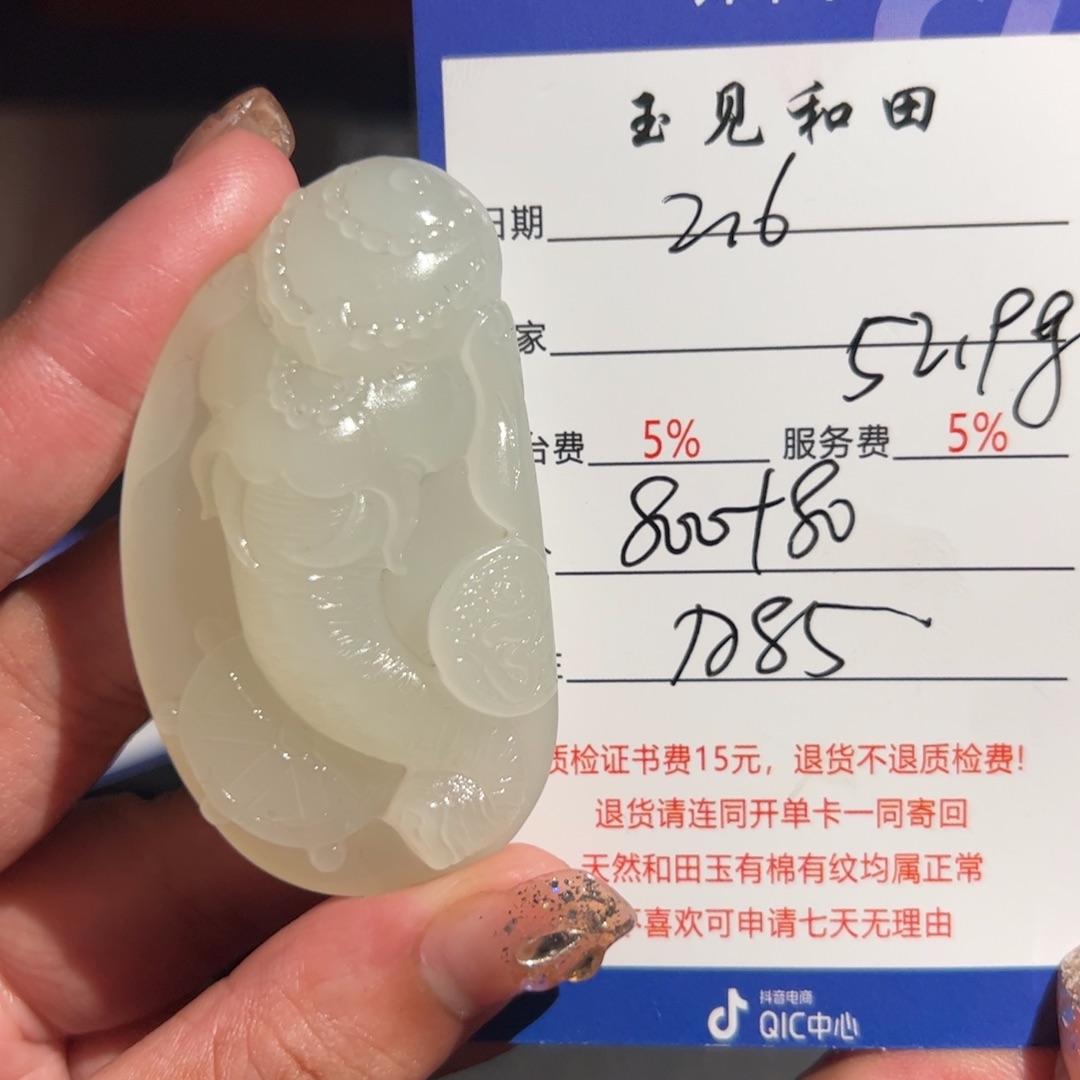 玉见和田
日期 2.16
家 52.9g
台费 5% 服务费 5%
800+80
085
质检证书费15元，退货不退质检费！
退货请连同开单卡一同寄回
天然和田玉有棉有纹均属正常
不喜欢可申请七天无理由
抖音电商
QIC中心